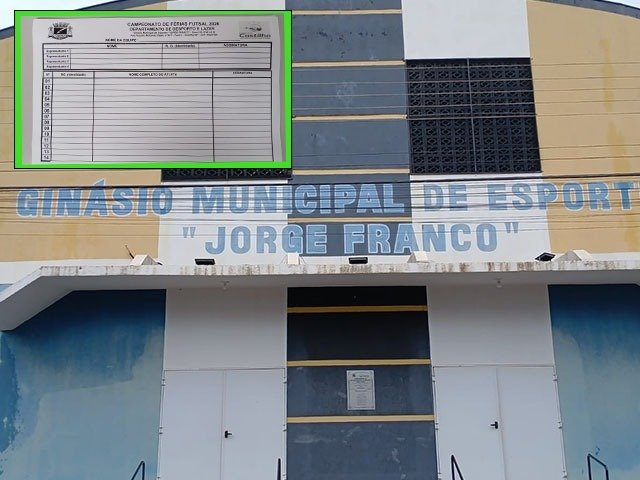 CAMPEONATO DE FÉRIAS FUTSAL 2026
DEPARTAMENTO DE DESPORTO E LAZER
Castilho
NOME DA EQUIPE
NOME
ASSINATURA
Nº
NOME COMPLETO DO ATLETA
ASSINATURA
01
02
03
04
05
06
07
08
09
10
11
12
13
14
GINÁSIO MUNICIPAL DE ESPORT
"JORGE FRANCO"